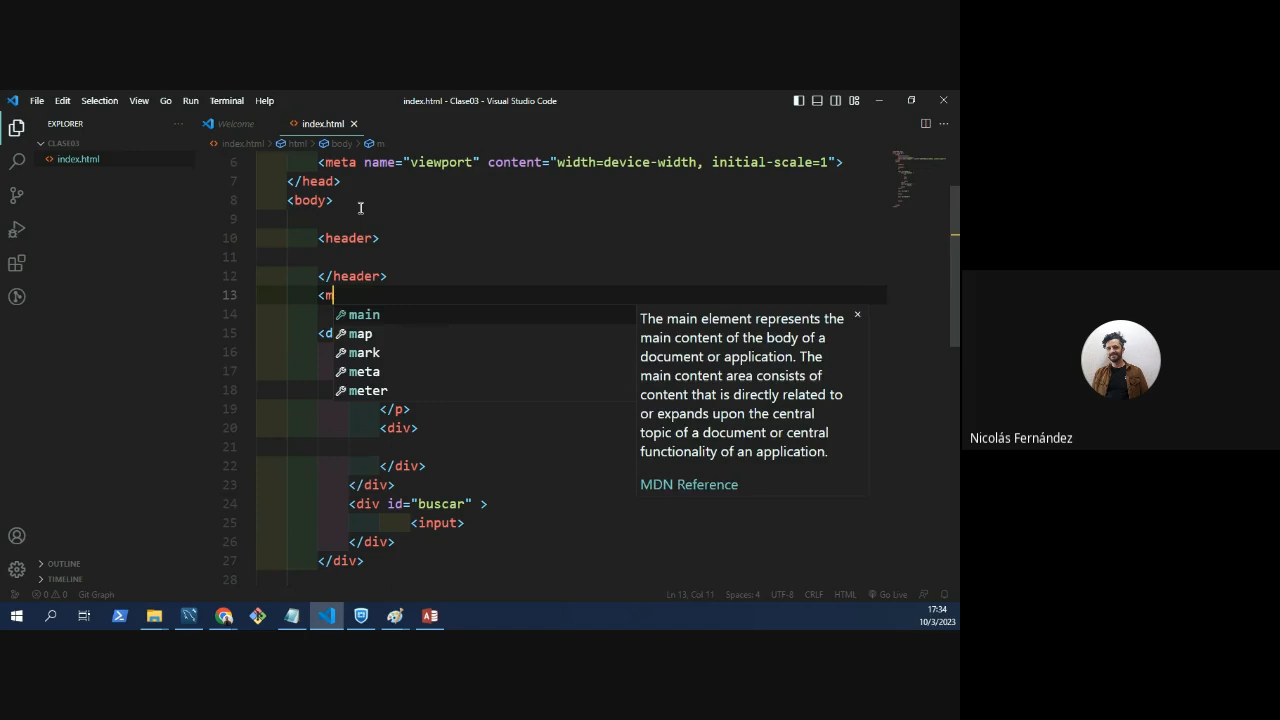 File Edit Selection View Go Run Terminal Help
index.html - Clase03 - Visual Studio Code
EXPLORER
Welcome
index.html
CLASE03
index.html
index.html > html > body > m
6 <meta name="viewport" content="width=device-width, initial-scale=1">
7 </head>
8 <body>
9
10 <header>
11
12 </header>
13 <m
14
15 <d
16
17
18
19 </p>
20 <div>
21
22 </div>
23 </div>
24 <div id="buscar" >
25 <input>
26 </div>
27 </div>
28
main
map
mark
meta
meter
The main element represents the
main content of the body of a
document or application. The
main content area consists of
content that is directly related to
or expands upon the central
topic of a document or central
functionality of an application.
MDN Reference
OUTLINE
TIMELINE
0 0 Git Graph
Ln 13, Col 11 Spaces: 4 UTF-8 CRLF HTML Go Live
17:34
10/3/2023
Nicolás Fernández